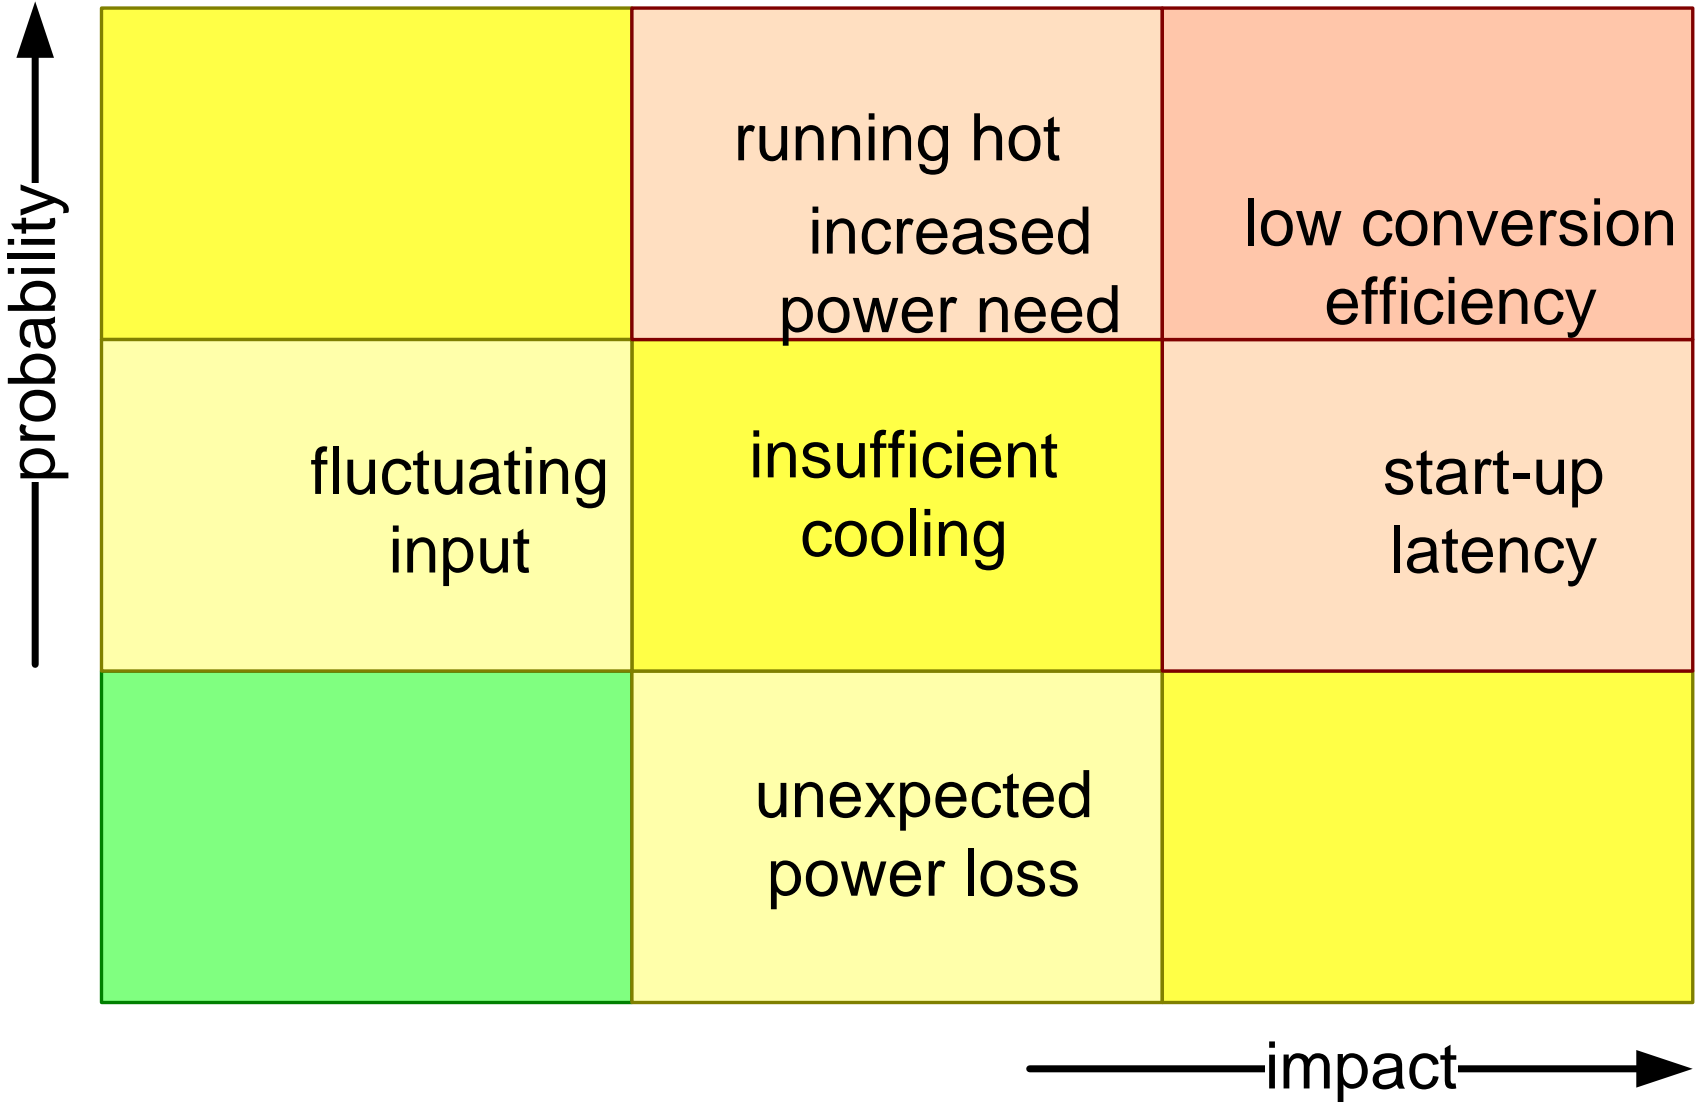 probability
running hot
increased
power need
low conversion
efficiency
fluctuating
input
insufficient
cooling
start-up
latency
unexpected
power loss
impact